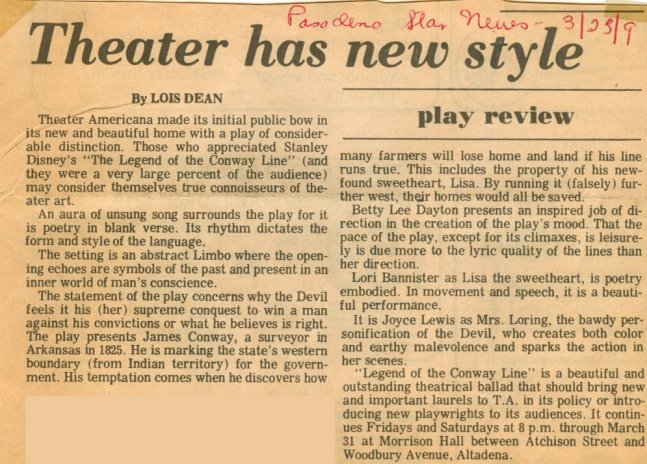 Pasadena Star News - 3/23/9
Theater has new style
By LOIS DEAN
Theater Americana made its initial public bow in
its new and beautiful home with a play of consider-
able distinction. Those who appreciated Stanley
Disney's "The Legend of the Conway Line" (and
they were a very large percent of the audience)
may consider themselves true connoisseurs of the-
ater art.
An aura of unsung song surrounds the play for it
is poetry in blank verse. Its rhythm dictates the
form and style of the language.
The setting is an abstract Limbo where the open-
ing echoes are symbols of the past and present in an
inner world of man's conscience.
The statement of the play concerns why the Devil
feels it his (her) supreme conquest to win a man
against his convictions or what he believes is right.
The play presents James Conway, a surveyor in
Arkansas in 1825. He is marking the state's western
boundary (from Indian territory) for the govern-
ment. His temptation comes when he discovers how
play review
many farmers will lose home and land if his line
runs true. This includes the property of his new-
found sweetheart, Lisa. By running it (falsely) fur-
ther west, their homes would all be saved.
Betty Lee Dayton presents an inspired job of di-
rection in the creation of the play's mood. That the
pace of the play, except for its climaxes, is leisure-
ly is due more to the lyric quality of the lines than
her direction.
Lori Bannister as Lisa the sweetheart, is poetry
embodied. In movement and speech, it is a beauti-
ful performance.
It is Joyce Lewis as Mrs. Loring, the bawdy per-
sonification of the Devil, who creates both color
and earthy malevolence and sparks the action in
her scenes.
"Legend of the Conway Line" is a beautiful and
outstanding theatrical ballad that should bring new
and important laurels to T.A. in its policy or intro-
ducing new playwrights to its audiences. It contin-
ues Fridays and Saturdays at 8 p.m. through March
31 at Morrison Hall between Atchison Street and
Woodbury Avenue, Altadena.